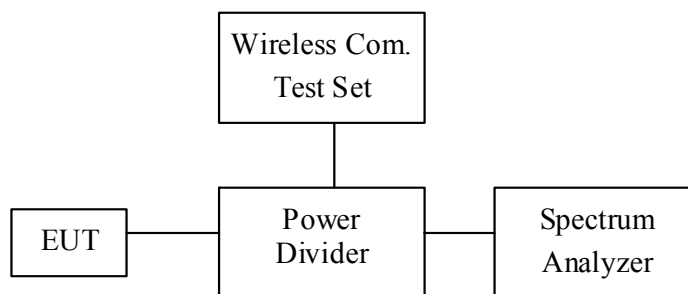 Wireless Com.
Test Set
EUT
Power
Divider
Spectrum
Analyzer